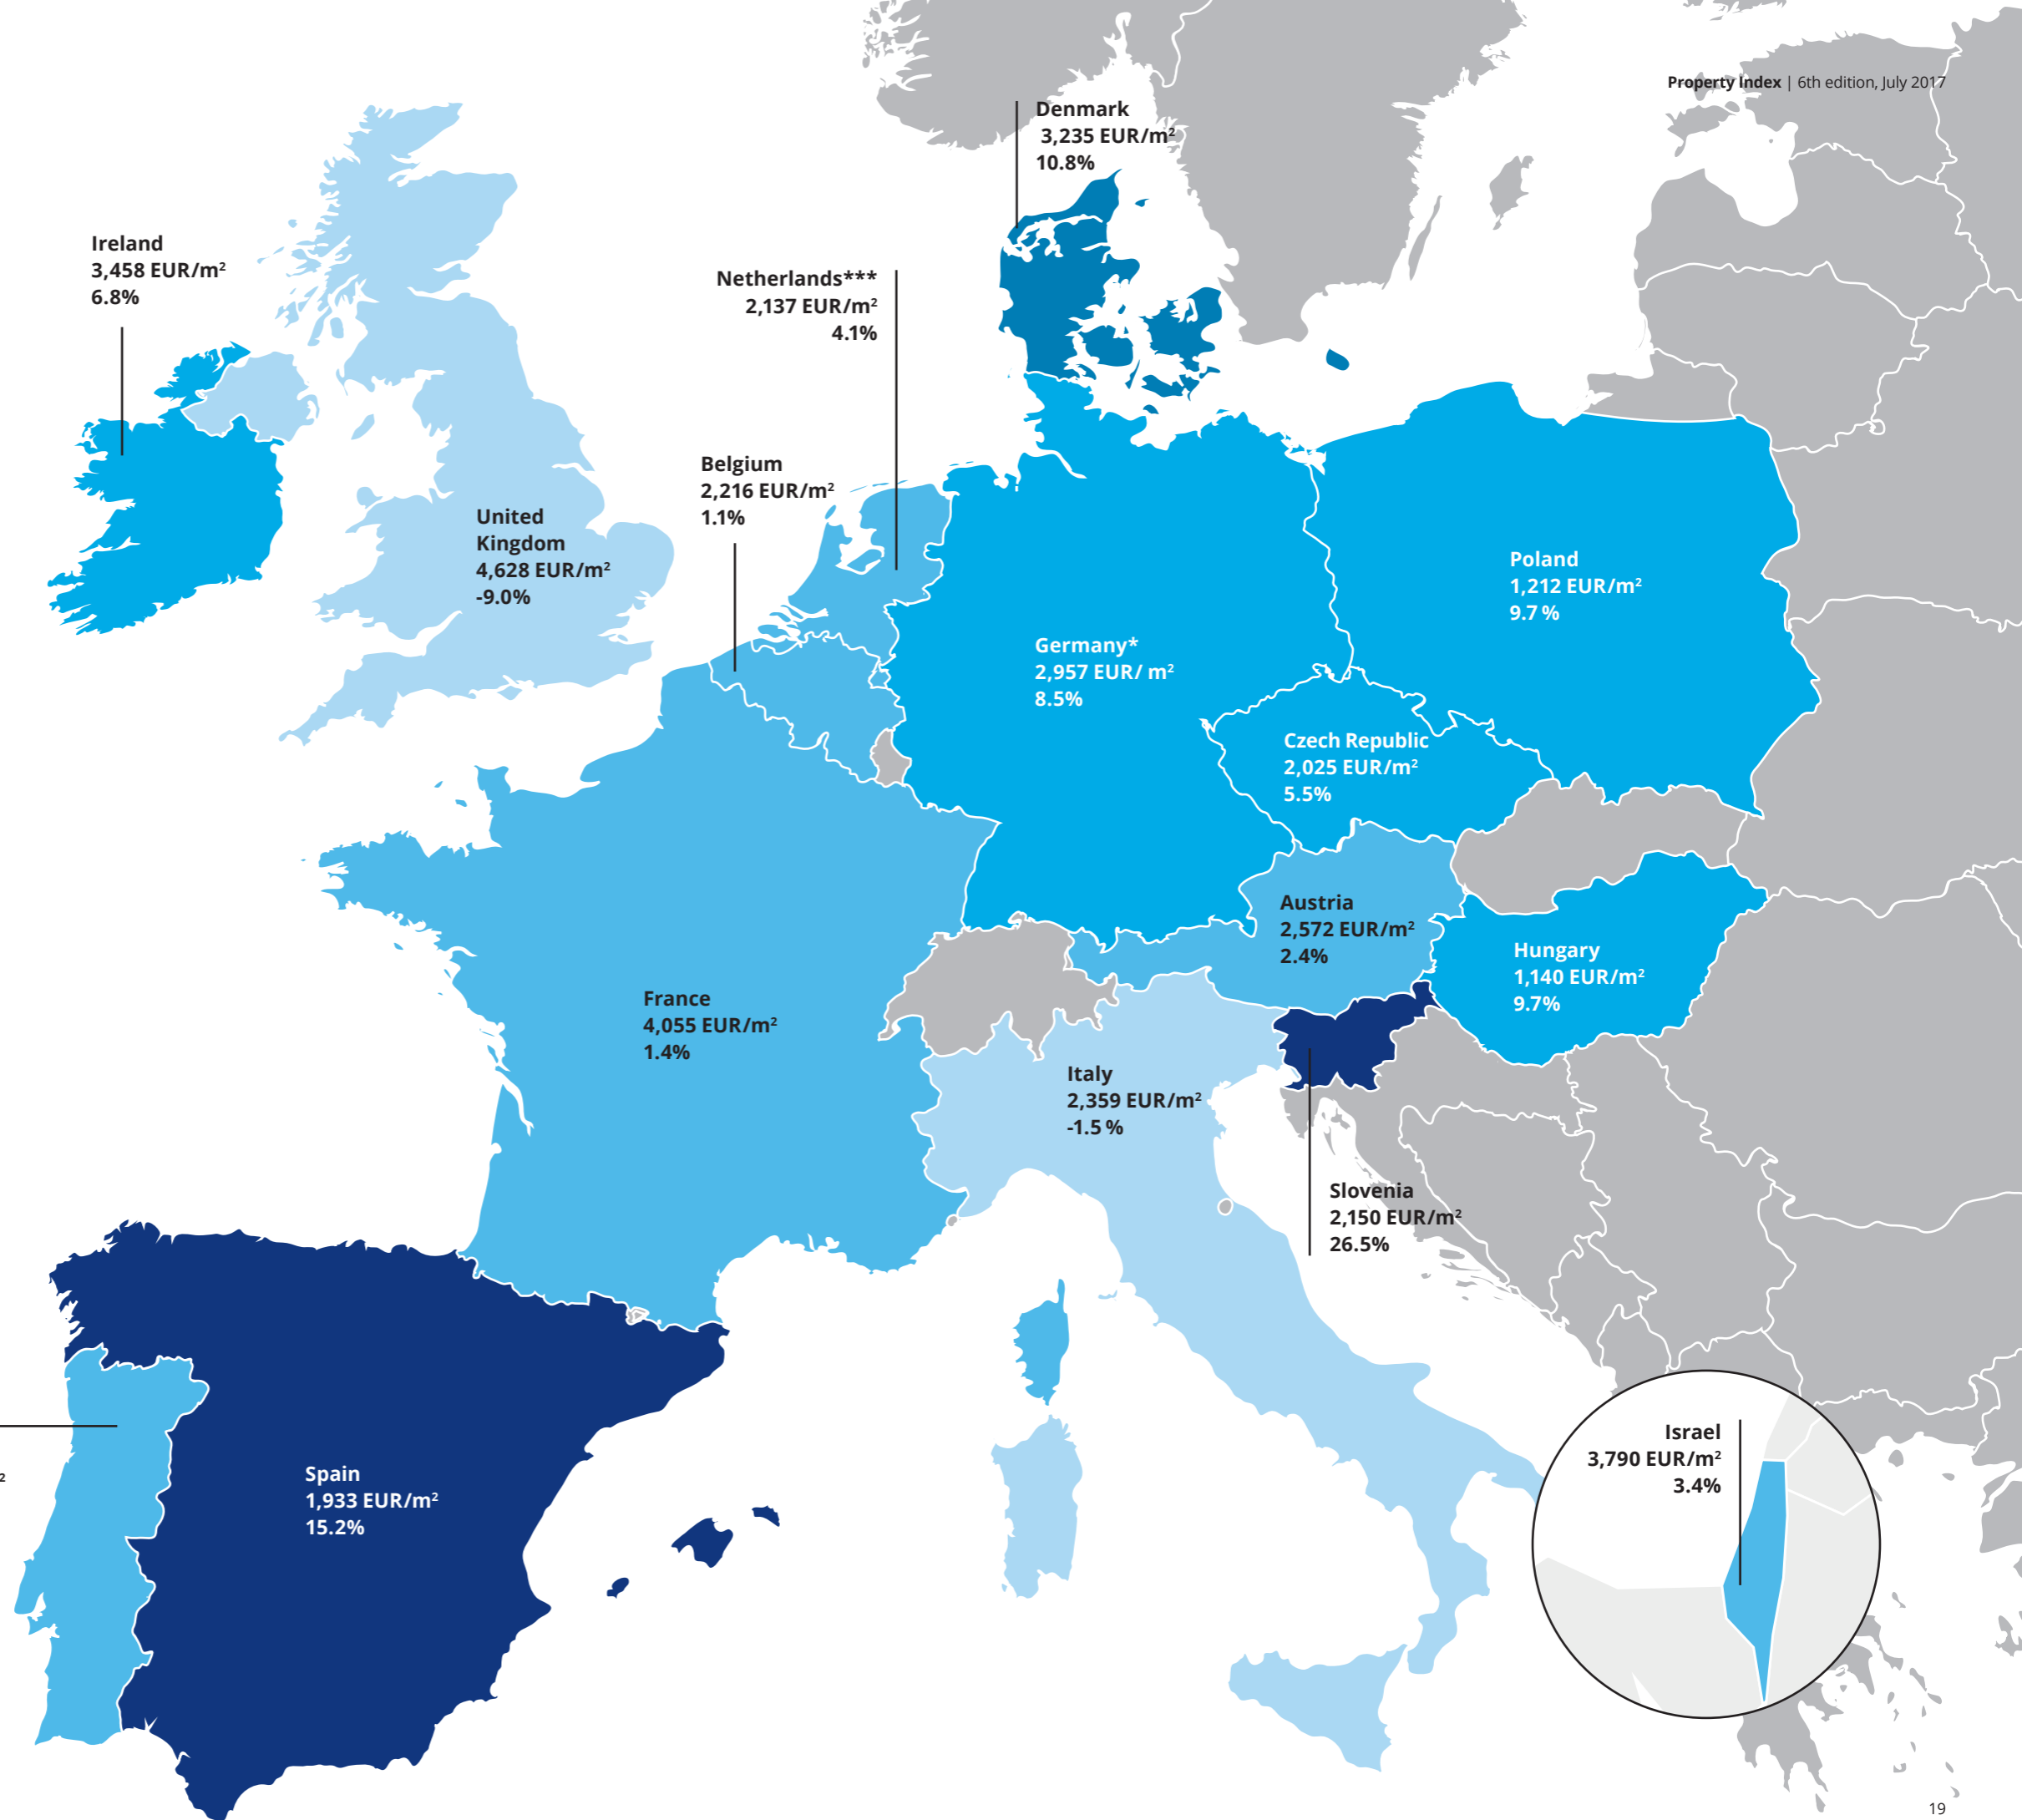 Property Index | 6th edition, July 2017
Denmark
3,235 EUR/m²
10.8%
Ireland
3,458 EUR/m²
6.8%
Netherlands***
2,137 EUR/m²
4.1%
Belgium
2,216 EUR/m²
1.1%
United
Kingdom
4,628 EUR/m²
-9.0%
Poland
1,212 EUR/m²
9.7 %
Germany*
2,957 EUR/ m²
8.5%
Czech Republic
2,025 EUR/m²
5.5%
Austria
2,572 EUR/m²
2.4%
Hungary
1,140 EUR/m²
9.7%
France
4,055 EUR/m²
1.4%
Italy
2,359 EUR/m²
-1.5 %
Slovenia
2,150 EUR/m²
26.5%
Israel
3,790 EUR/m²
3.4%
²
Spain
1,933 EUR/m²
15.2%
19